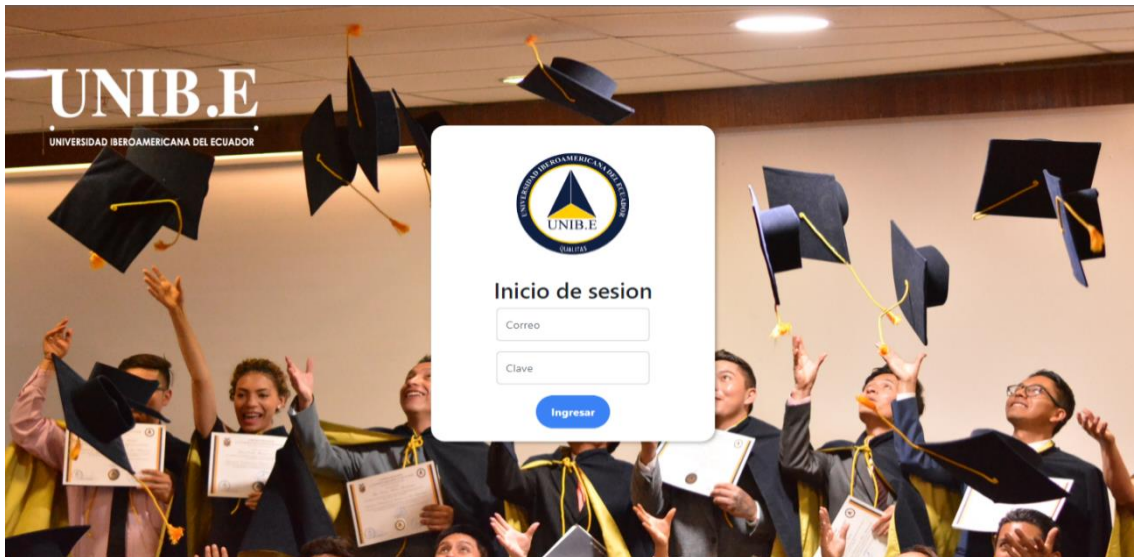 UNIB.E
UNIVERSIDAD IBEROAMERICANA DEL ECUADOR
UNIVERSIDAD IBEROAMERICANA DEL ECUADOR
UNIB.E
QUALITAS
Inicio de sesion
Correo
Clave
Ingresar